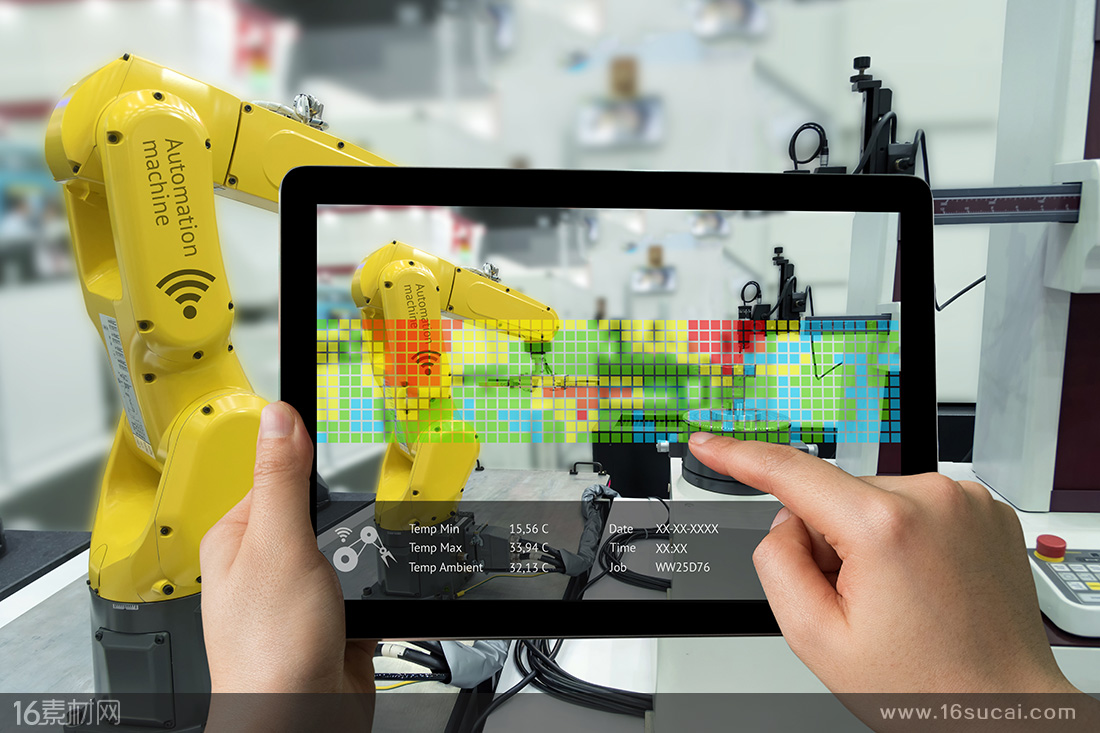 Automation
machine
Automation
machine
Temp Min 15,56 C
Temp Max 33,94 C
Temp Ambient 32,13 C
Date XX-XX-XXXX
Time XX:XX
Job WW25D76
16素材网
www.16sucai.com